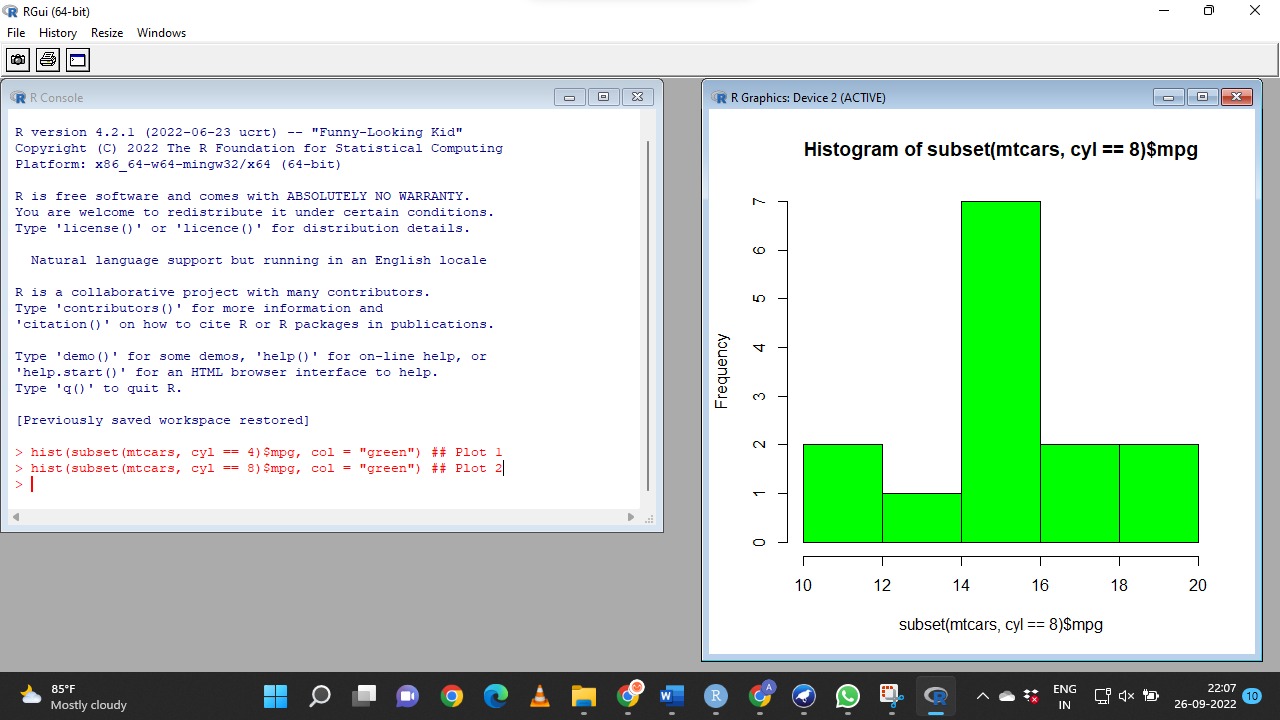 RGui (64-bit)
File History Resize Windows
R Console
R version 4.2.1 (2022-06-23 ucrt) -- "Funny-Looking Kid"
Copyright (C) 2022 The R Foundation for Statistical Computing
Platform: x86_64-w64-mingw32/x64 (64-bit)
R is free software and comes with ABSOLUTELY NO WARRANTY.
You are welcome to redistribute it under certain conditions.
Type 'license()' or 'licence()' for distribution details.
Natural language support but running in an English locale
R is a collaborative project with many contributors.
Type 'contributors()' for more information and
'citation()' on how to cite R or R packages in publications.
Type 'demo()' for some demos, 'help()' for on-line help, or
'help.start()' for an HTML browser interface to help.
Type 'q()' to quit R.
[Previously saved workspace restored]
> hist(subset(mtcars, cyl == 4)$mpg, col = "green") ## Plot 1
> hist(subset(mtcars, cyl == 8)$mpg, col = "green") ## Plot 2
>
R Graphics: Device 2 (ACTIVE)
Histogram of subset(mtcars, cyl == 8)$mpg
Frequency
7
6
5
4
3
2
1
0
10 12 14 16 18 20
subset(mtcars, cyl == 8)$mpg
85°F
Mostly cloudy
W
R
A
R
ENG
IN
22:07
26-09-2022
10